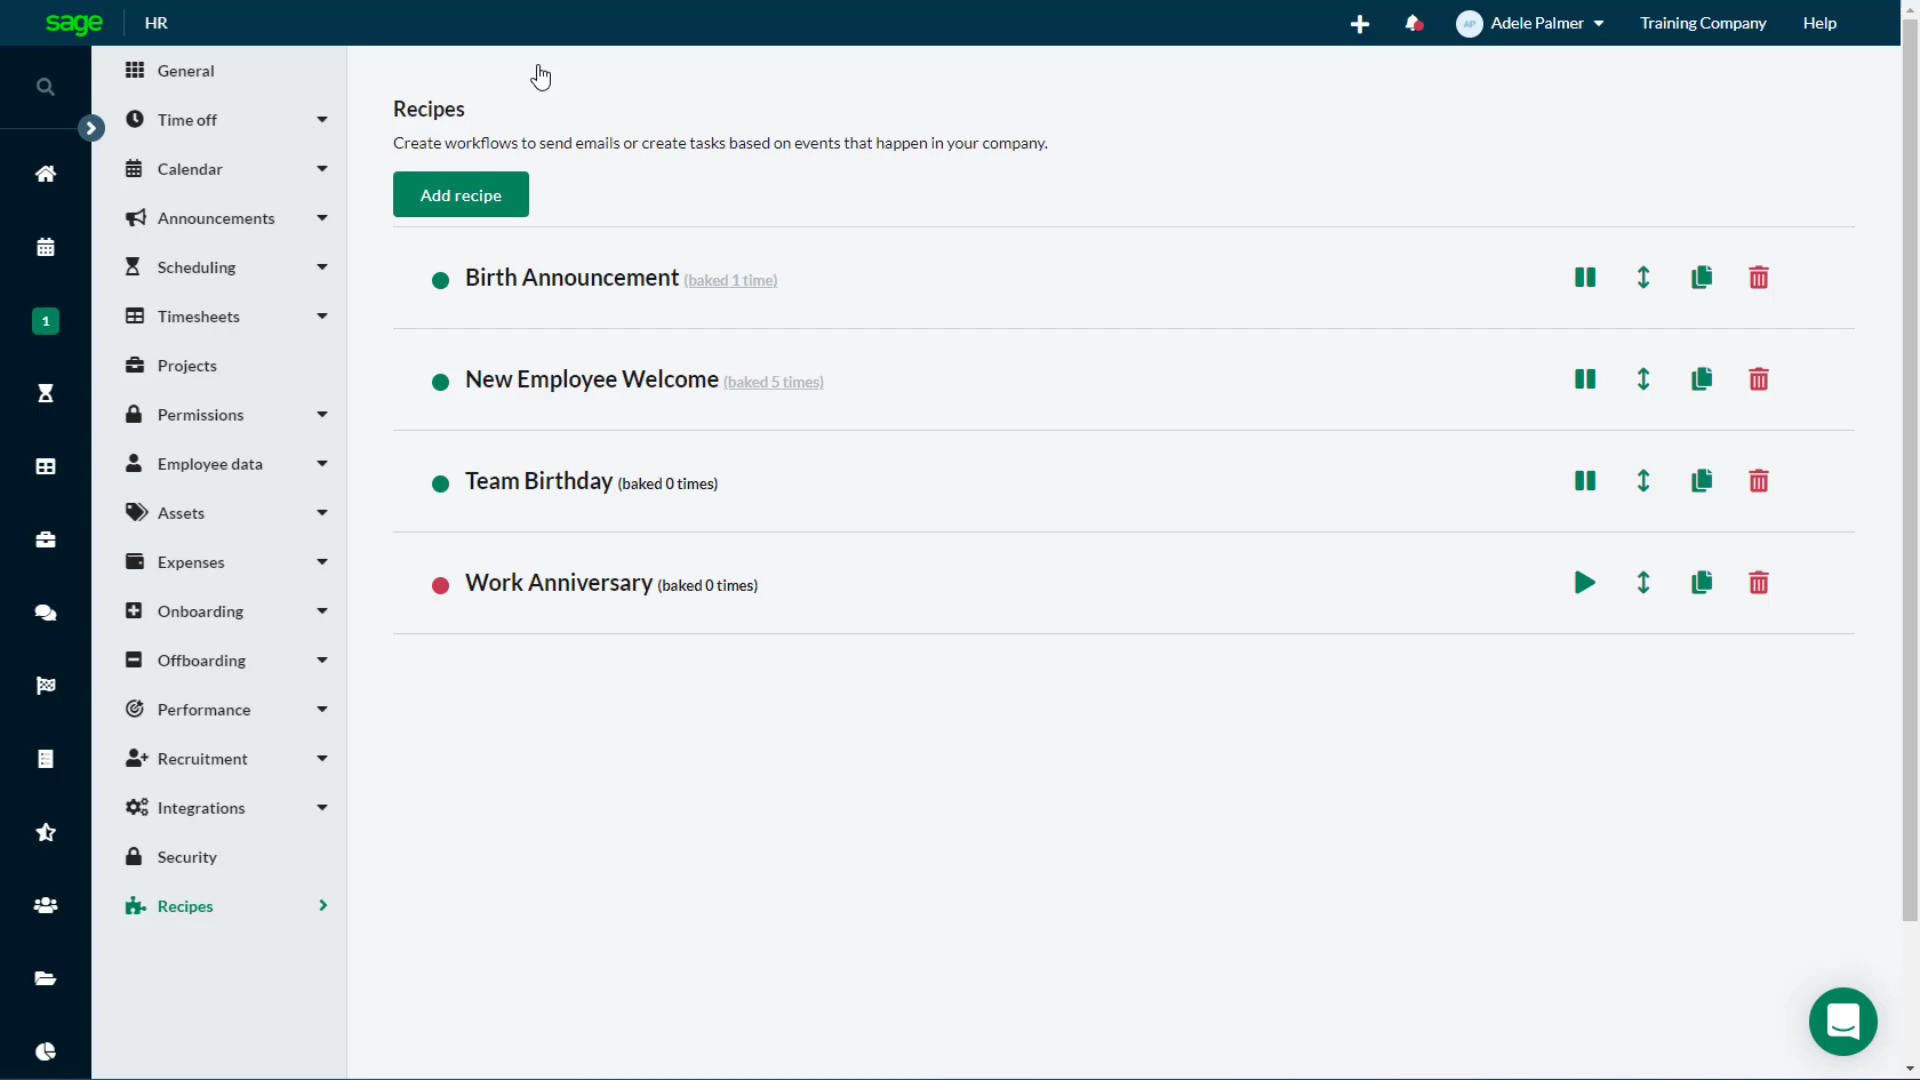 sage HR
AP Adele Palmer Training Company Help
General
Time off
Calendar
Announcements
Scheduling
1
Timesheets
Projects
Permissions
Employee data
Assets
Expenses
Onboarding
Offboarding
Performance
Recruitment
Integrations
Security
Recipes
Recipes
Create workflows to send emails or create tasks based on events that happen in your company.
Add recipe
Birth Announcement (baked 1 time)
New Employee Welcome (baked 5 times)
Team Birthday (baked 0 times)
Work Anniversary (baked 0 times)